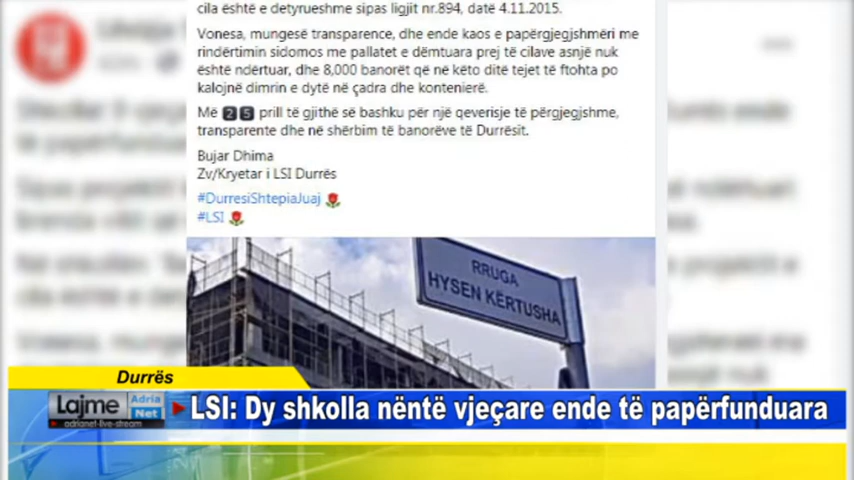 cila është e detyrueshme sipas ligjit nr.894, datë 4.11.2015.
Vonesa, mungesë transparence, dhe ende kaos e papërgjegjshmëri me
rindërtimin sidomos me pallatet e dëmtuara prej të cilave asnjë nuk
është ndërtuar, dhe 8,000 banorët që në këto ditë tejet të ftohta po
kalojnë dimrin e dytë në çadra dhe kontenierë.
Më 25 prill të gjithë së bashku për një qeverisje të përgjegjshme,
transparente dhe në shërbim të banorëve të Durrësit.
Bujar Dhima
Zv/Kryetar i LSI Durrës
#DurresiShtepiaJuaj
#LSI
RRUGA
HYSEN KËRTUSHA
Durrës
Lajme Adria Net
adrianet-live-stream
LSI: Dy shkolla nëntë vjeçare ende të papërfunduara